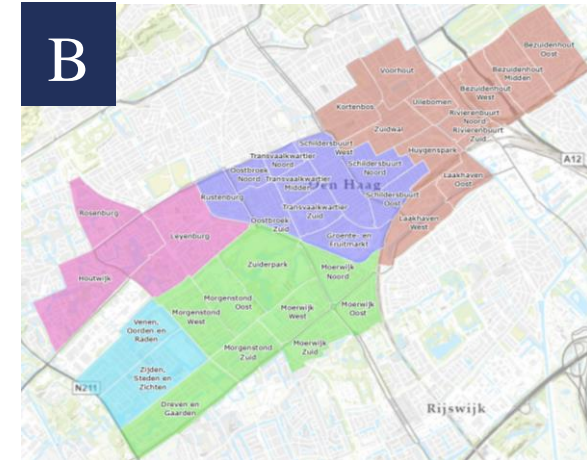 B
Bezuidenhout
Oost
Voorhout
Bezuidenhout
Midden
Bezuidenhout
West
Kortenbos
Uilebomen
Rivierenbuurt
Noord
Rivierenbuurt
Zuid
Zuidwal
Huygenspark
A12
Schildersbuurt
West
Transvaalkwartier
Noord
Schildersbuurt
Noord
Oostbroek
Noord
Transvaalkwartier
Midden
Den Haag
Laakhaven
Oost
Rustenburg
Schildersbuurt
Oost
Transvaalkwartier
Zuid
Rosenburg
Oostbroek
Zuid
Laakhaven
West
Leyenburg
Groente- en
Fruitmarkt
Zuiderpark
Moerwijk
Noord
Houtwijk
Morgenstond
Oost
Morgenstond
West
Moerwijk
West
Moerwijk
Oost
Venen,
Oorden en
Raden
Morgenstond
Zuid
Moerwijk
Zuid
Zijden,
Steden en
Zichten
N211
Dreven en
Gaarden
Rijswijk